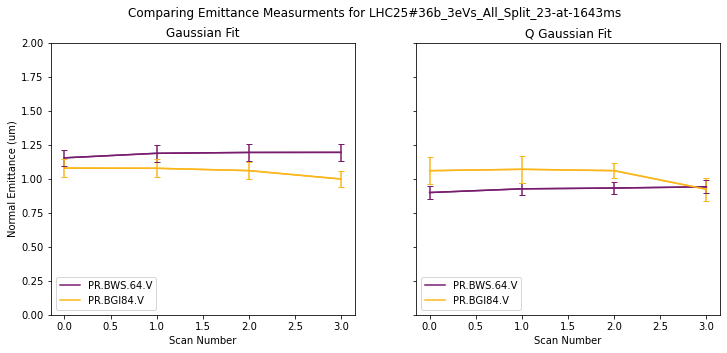 Comparing Emittance Measurments for LHC25#36b_3eVs_All_Split_23-at-1643ms
Gaussian Fit
Normal Emittance (um)
2.00
1.75
1.50
1.25
1.00
0.75
0.50
0.25
0.00
PR.BWS.64.V
PR.BGI84.V
0.0 0.5 1.0 1.5 2.0 2.5 3.0
Scan Number
Q Gaussian Fit
PR.BWS.64.V
PR.BGI84.V
0.0 0.5 1.0 1.5 2.0 2.5 3.0
Scan Number